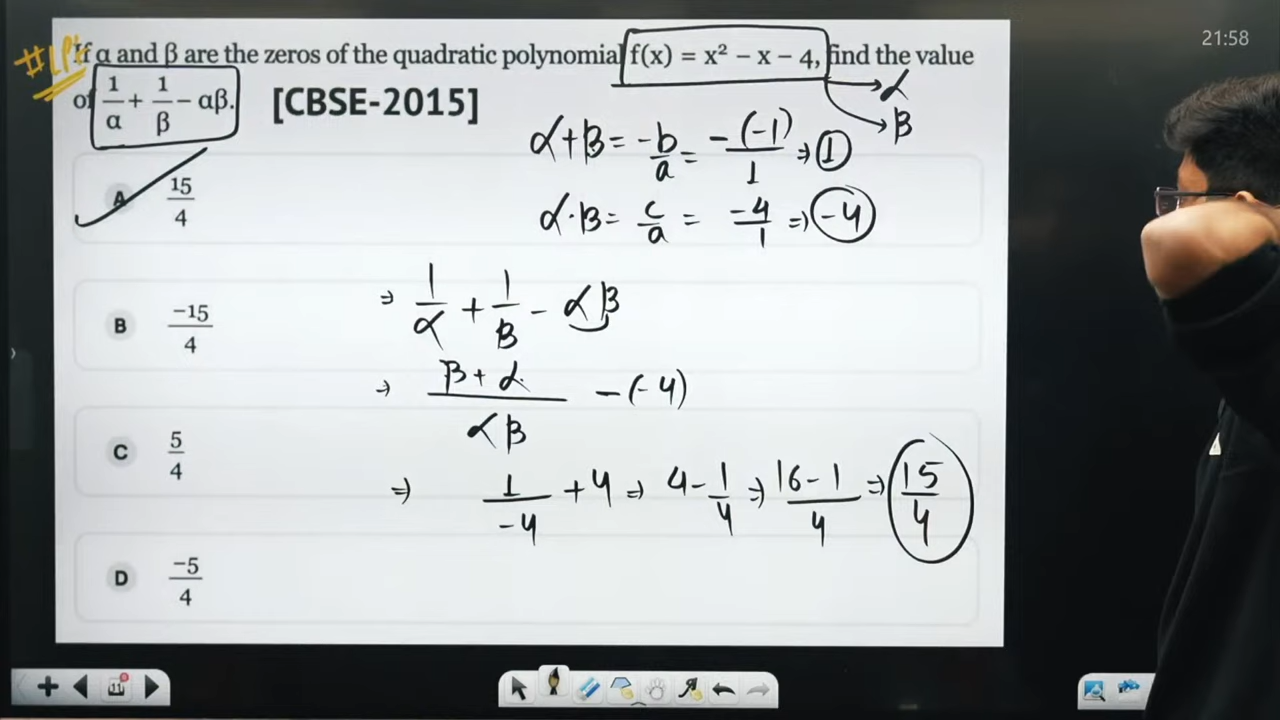 #LPt
If α and β are the zeros of the quadratic polynomial f(x) = x² − x − 4, find the value
of 1/α + 1/β − αβ. [CBSE-2015]
α
β
α+β = -b/a = -(-1)/1 ⇒ 1
α·β = c/a = -4/1 ⇒ -4
A 15/4
⇒ 1/α + 1/β - αβ
B −15/4
⇒ β+α/αβ - (-4)
C 5/4
⇒ 1/-4 + 4 ⇒ 4 - 1/4 ⇒ 16-1/4 ⇒ 15/4
D −5/4
21:58
11